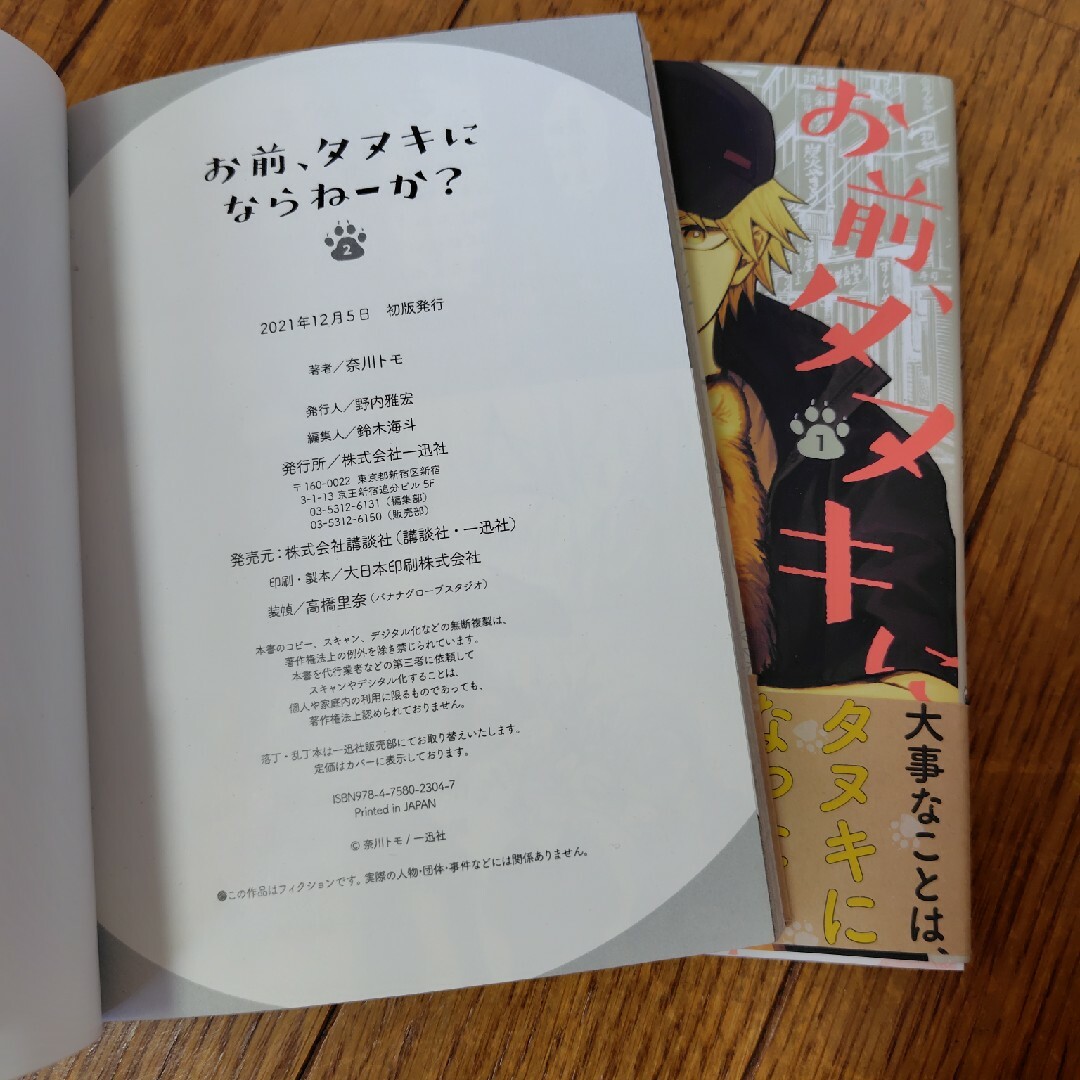 お前、タヌキに
ならねーか？
2
2021年12月5日　初版発行
著者／奈川トモ
発行人／野内雅宏
編集人／鈴木海斗
発行所／株式会社一迅社
〒160-0022 東京都新宿区新宿
3-1-13 京王新宿追分ビル 5F
03-5312-6131（編集部）
03-5312-6150（販売部）
発売元：株式会社講談社（講談社・一迅社）
印刷・製本／大日本印刷株式会社
装幀／高橋里奈（バナナグローブスタジオ）
本書のコピー、スキャン、デジタル化などの無断複製は、
著作権法上の例外を除き禁じられています。
本書を代行業者などの第三者に依頼して
スキャンやデジタル化することは、
個人や家庭内の利用に限るものであっても、
著作権法上認められておりません。
落丁・乱丁本は一迅社販売部にてお取り替えいたします。
定価はカバーに表示しております。
ISBN978-4-7580-2304-7
Printed in JAPAN
© 奈川トモ/一迅社
●この作品はフィクションです。実際の人物・団体・事件などには関係ありません。
お前、タヌキに
1
大事なことは、
タヌキに
なっ